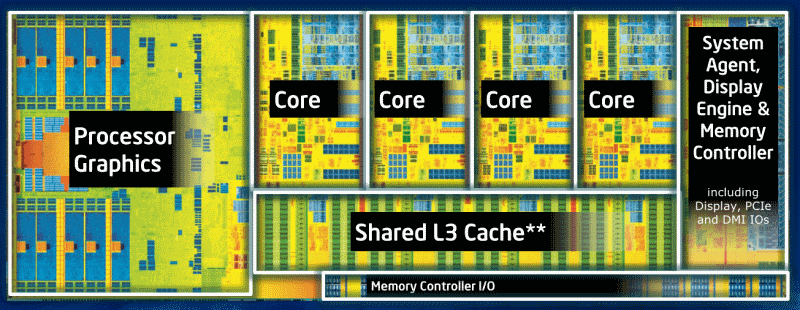 Processor
Graphics
Core
Core
Core
Core
System
Agent,
Display
Engine &
Memory
Controller
including
Display, PCIe
and DMI IOs
Shared L3 Cache**
Memory Controller I/O